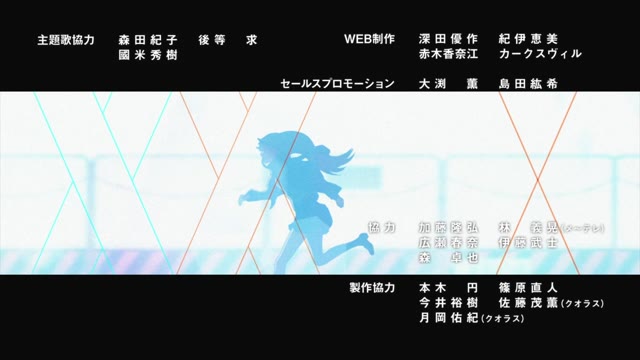 主題歌協力　森田紀子　後等　求
國米秀樹
WEB制作　深田優作　紀伊恵美
赤木香奈江　カークスヴィル
セールスプロモーション　大渕　薫　島田紘希
協力　加藤隆弘　林　義晃(メ〜テレ)
広瀬春奈　伊藤武士
森　卓也
製作協力　本木　円　篠原直人
今井裕樹　佐藤茂薫(クオラス)
月岡佑紀(クオラス)